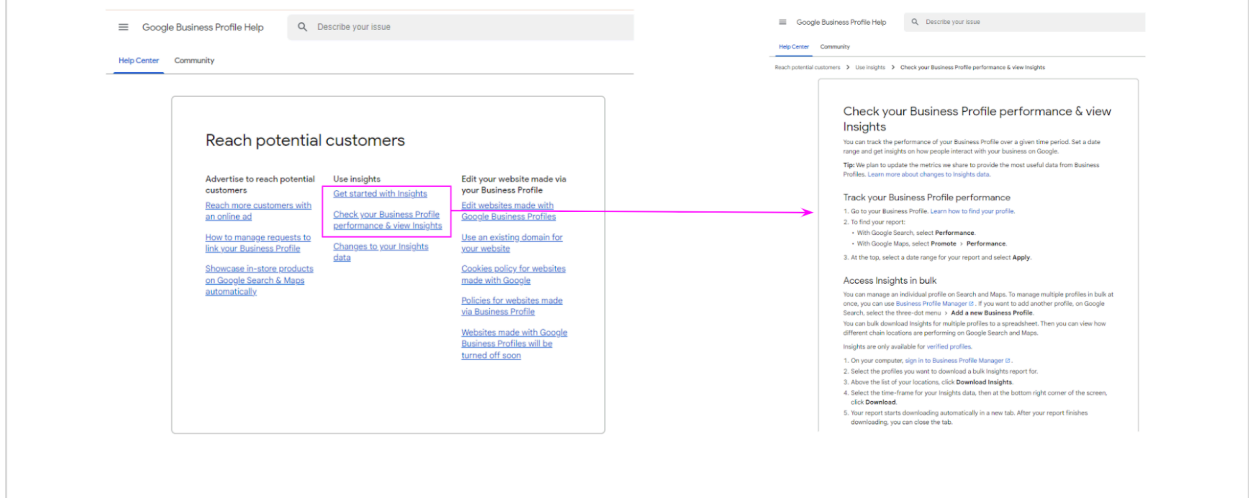 Google Business Profile Help
Describe your issue
Help Center
Community
Reach potential customers
Advertise to reach potential
customers
Reach more customers with
an online ad
How to manage requests to
link your Business Profile
Showcase in-store products
on Google Search & Maps
automatically
Use insights
Get started with Insights
Check your Business Profile
performance & view Insights
Changes to your Insights
data
Edit your website made via
your Business Profile
Edit websites made with
Google Business Profiles
Use an existing domain for
your website
Cookies policy for websites
made with Google
Policies for websites made
via Business Profile
Websites made with Google
Business Profiles will be
turned off soon
Google Business Profile Help
Describe your issue
Help Center
Community
Reach potential customers > Use insights > Check your Business Profile performance & view Insights
Check your Business Profile performance & view
Insights
You can track the performance of your Business Profile over a given time period. Set a date
range and get insights on how people interact with your business on Google.
Tip: We plan to update the metrics we share to provide the most useful data from Business
Profiles. Learn more about changes to Insights data.
Track your Business Profile performance
1. Go to your Business Profile. Learn how to find your profile.
2. To find your report:
• With Google Search, select Performance.
• With Google Maps, select Promote > Performance.
3. At the top, select a date range for your report and select Apply.
Access Insights in bulk
You can manage an individual profile on Search and Maps. To manage multiple profiles in bulk at
once, you can use Business Profile Manager. If you want to add another profile, on Google
Search, select the three-dot menu > Add a new Business Profile.
You can bulk download Insights for multiple profiles to a spreadsheet. Then you can view how
different chain locations are performing on Google Search and Maps.
Insights are only available for verified profiles.
1. On your computer, sign in to Business Profile Manager.
2. Select the profiles you want to download a bulk Insights report for.
3. Above the list of your locations, click Download Insights.
4. Select the time-frame for your Insights data, then at the bottom right corner of the screen,
click Download.
5. Your report starts downloading automatically in a new tab. After your report finishes
downloading, you can close the tab.